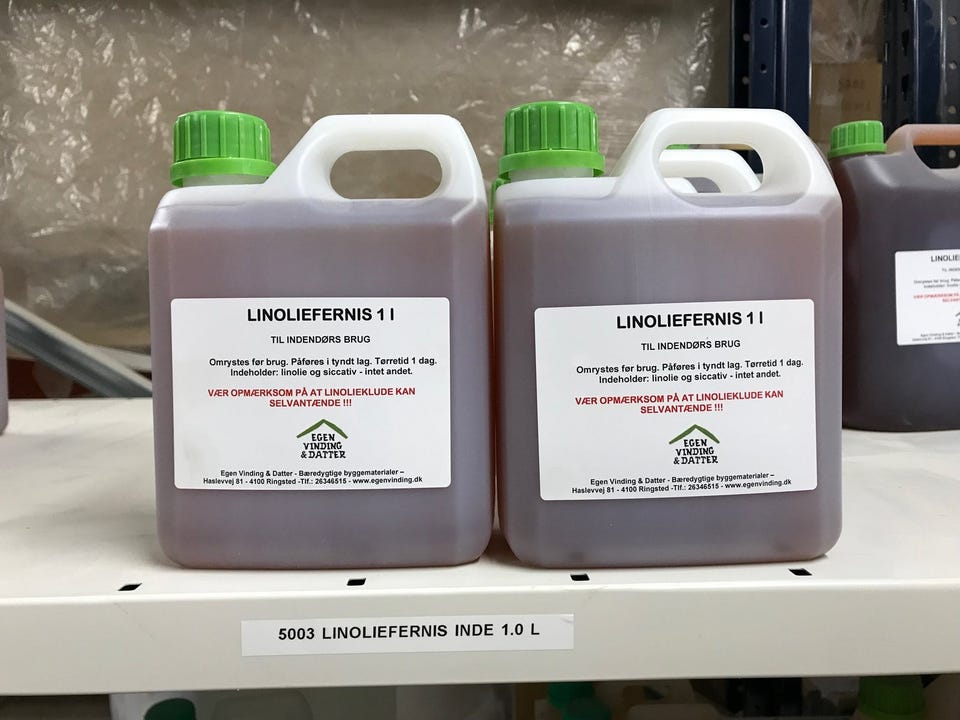 LINOLIEFERNIS 1 l
TIL INDENDØRS BRUG
Omrystes før brug. Påføres i tyndt lag. Tørretid 1 dag.
Indeholder: linolie og siccativ - intet andet.
VÆR OPMÆRKSOM PÅ AT LINOLIEKLUDE KAN
SELVANTÆNDE !!!
EGEN
VINDING
& DATTER
Egen Vinding & Datter - Bæredygtige byggematerialer –
Haslevvej 81 - 4100 Ringsted -Tlf.: 26346515 - www.egenvinding.dk
LINOLIEFERNIS 1 l
TIL INDENDØRS BRUG
Omrystes før brug. Påføres i tyndt lag. Tørretid 1 dag.
Indeholder: linolie og siccativ - intet andet.
VÆR OPMÆRKSOM PÅ AT LINOLIEKLUDE KAN
SELVANTÆNDE !!!
EGEN
VINDING
& DATTER
Egen Vinding & Datter - Bæredygtige byggematerialer –
Haslevvej 81 - 4100 Ringsted -Tlf.: 26346515 - www.egenvinding.dk
5003 LINOLIEFERNIS INDE 1.0 L